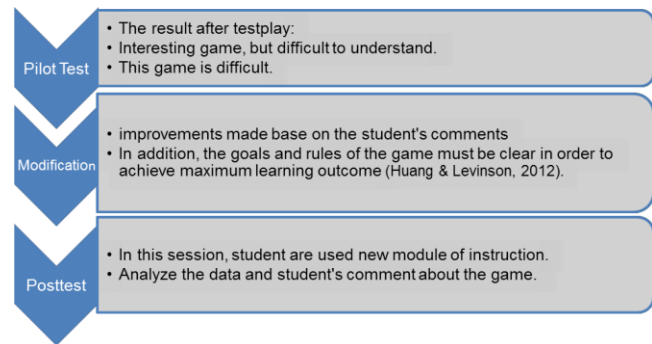 Pilot Test
• The result after testplay:
• Interesting game, but difficult to understand.
• This game is difficult.
Modification
• improvements made base on the student's comments
• In addition, the goals and rules of the game must be clear in order to
achieve maximum learning outcome (Huang & Levinson, 2012).
Posttest
• In this session, student are used new module of instruction.
• Analyze the data and student's comment about the game.